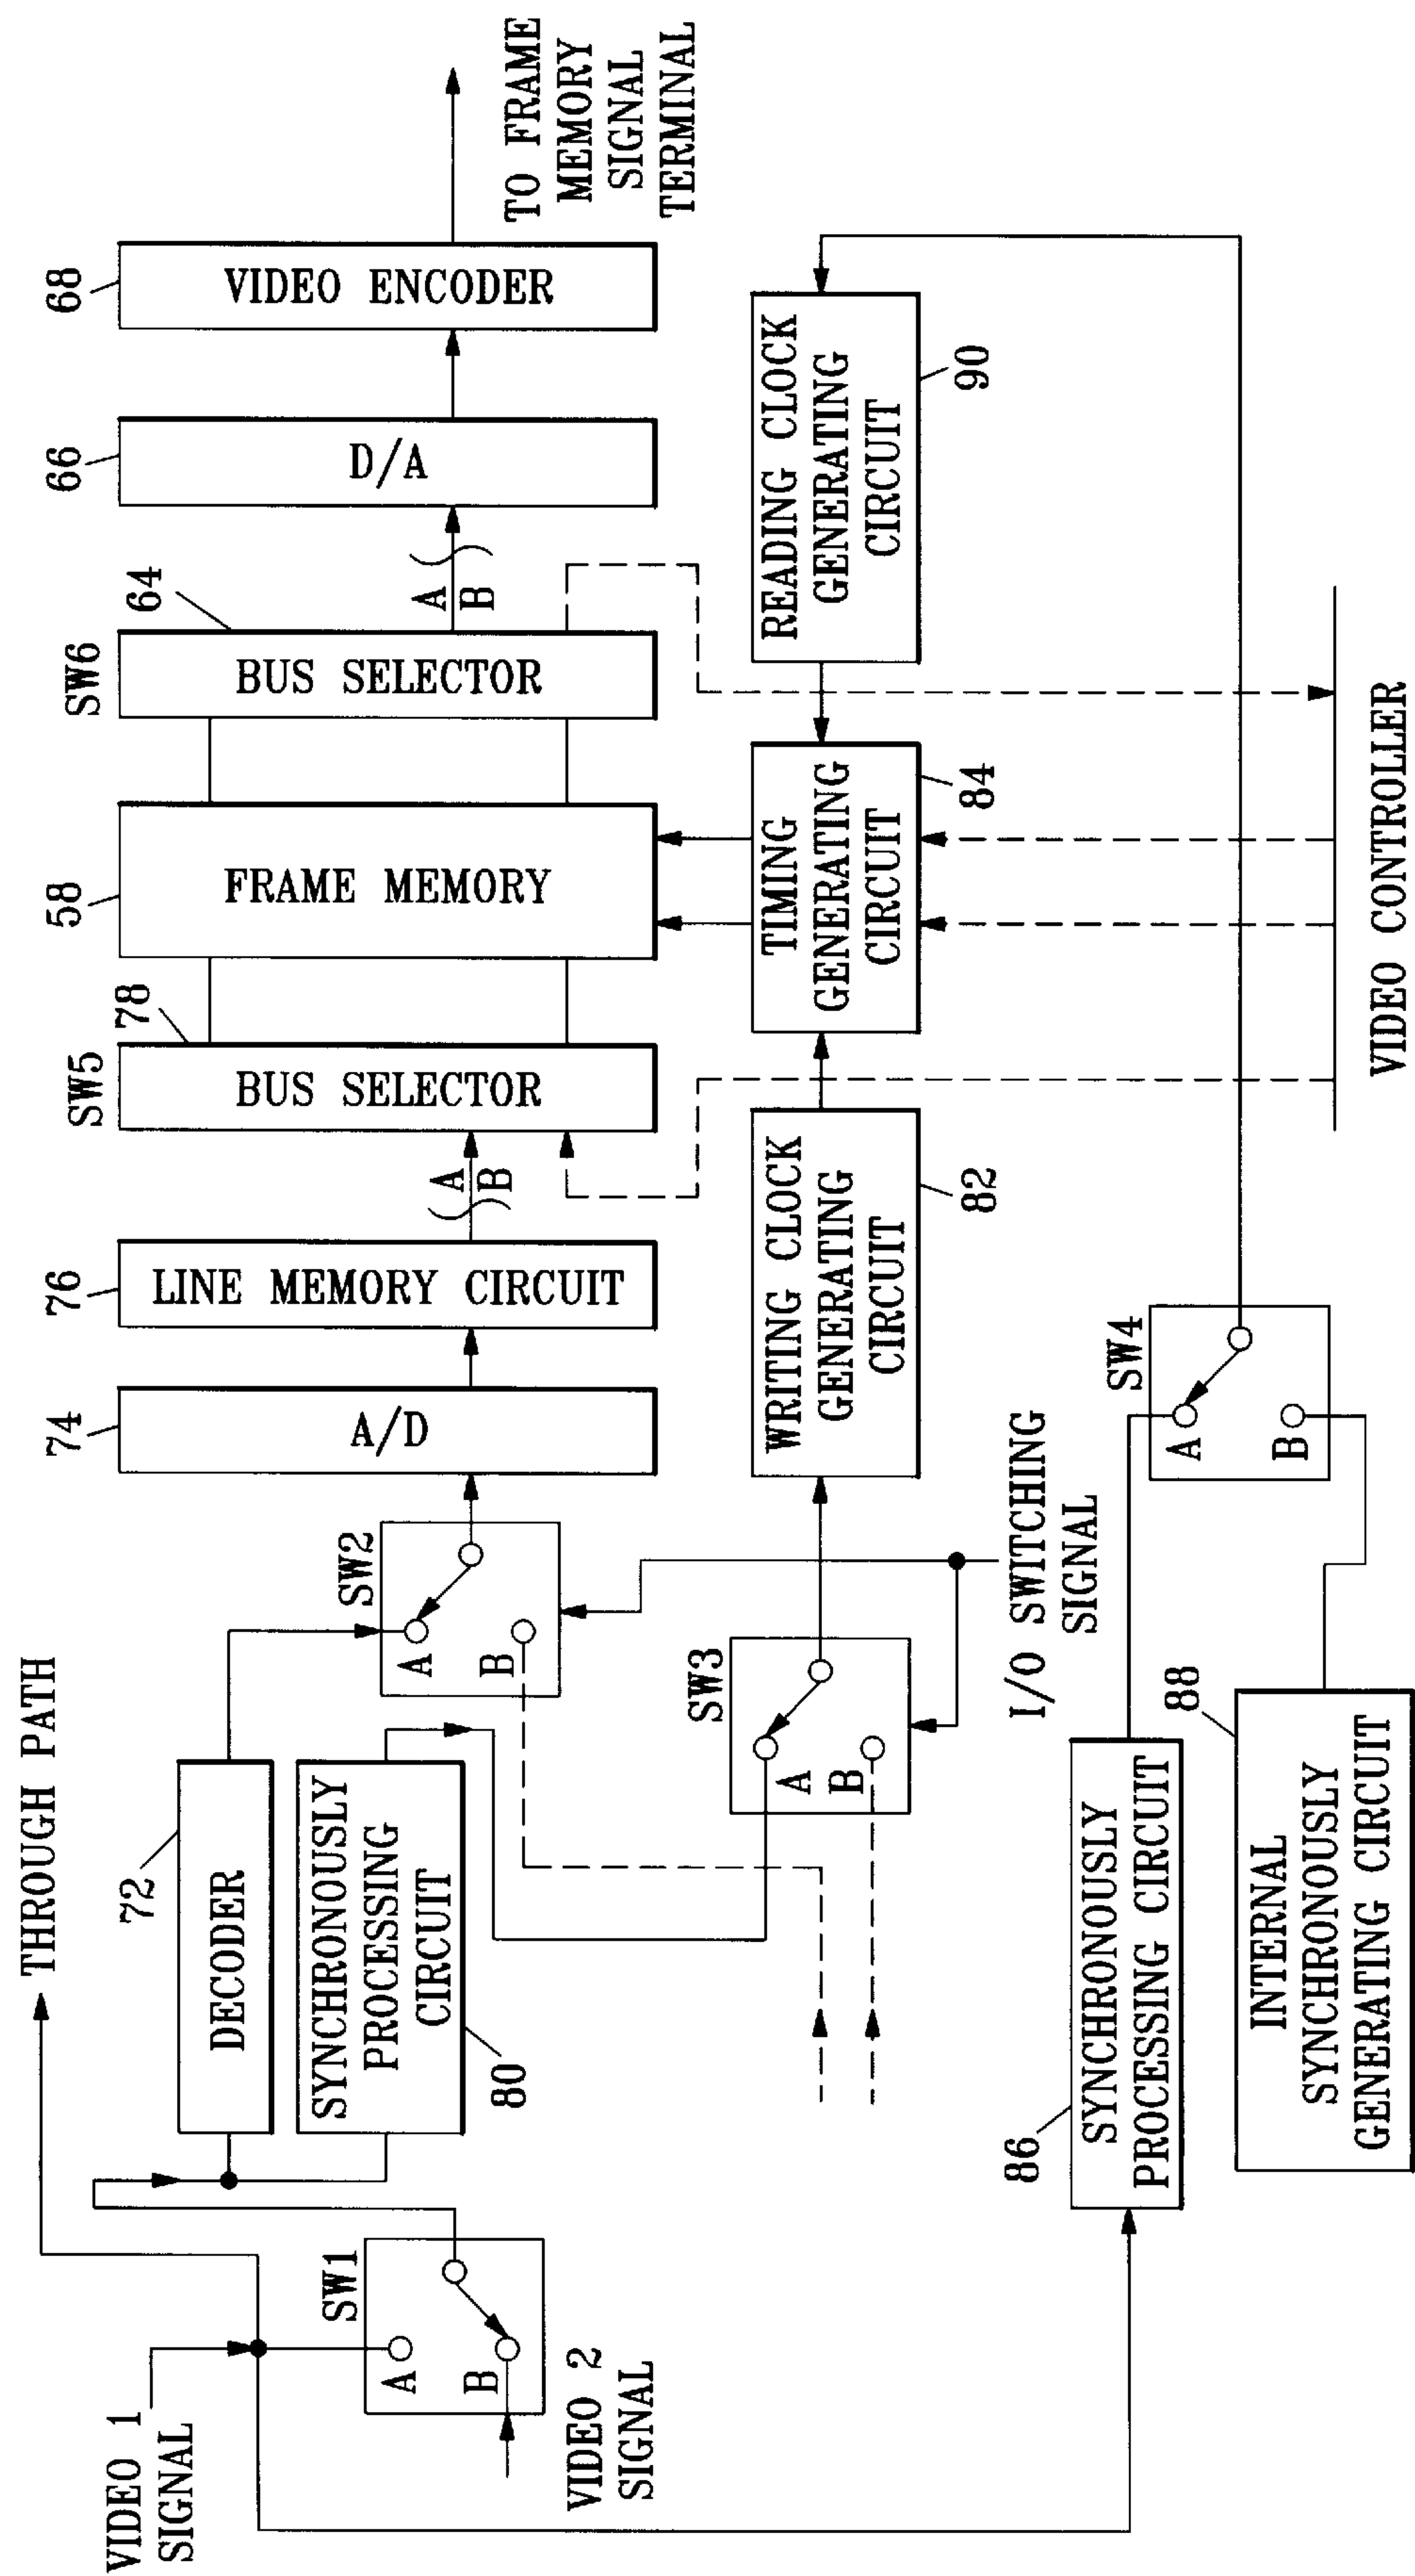 THROUGH PATH
VIDEO 1
SIGNAL
SW1
A
B
VIDEO 2
SIGNAL
72
DECODER
SYNCHRONOUSLY
PROCESSING
CIRCUIT
80
SW2
A
B
74
A/D
76
LINE MEMORY CIRCUIT
A
B
SW5
78
BUS SELECTOR
58
FRAME MEMORY
SW6
64
BUS SELECTOR
A
B
66
D/A
68
VIDEO ENCODER
TO FRAME
MEMORY
SIGNAL
TERMINAL
SW3
A
B
I/O SWITCHING
SIGNAL
WRITING CLOCK
GENERATING
CIRCUIT
82
TIMING
GENERATING
CIRCUIT
84
READING CLOCK
GENERATING
CIRCUIT
90
86
SYNCHRONOUSLY
PROCESSING CIRCUIT
88
INTERNAL
SYNCHRONOUSLY
GENERATING CIRCUIT
SW4
A
B
VIDEO CONTROLLER